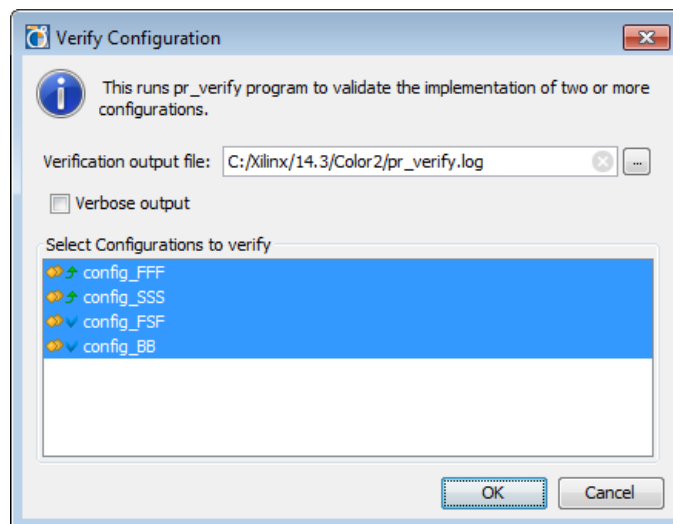 Verify Configuration
This runs pr_verify program to validate the implementation of two or more
configurations.
Verification output file: C:/Xilinx/14.3/Color2/pr_verify.log ...
Verbose output
Select Configurations to verify
config_FFF
config_SSS
config_FSF
config_BB
OK Cancel